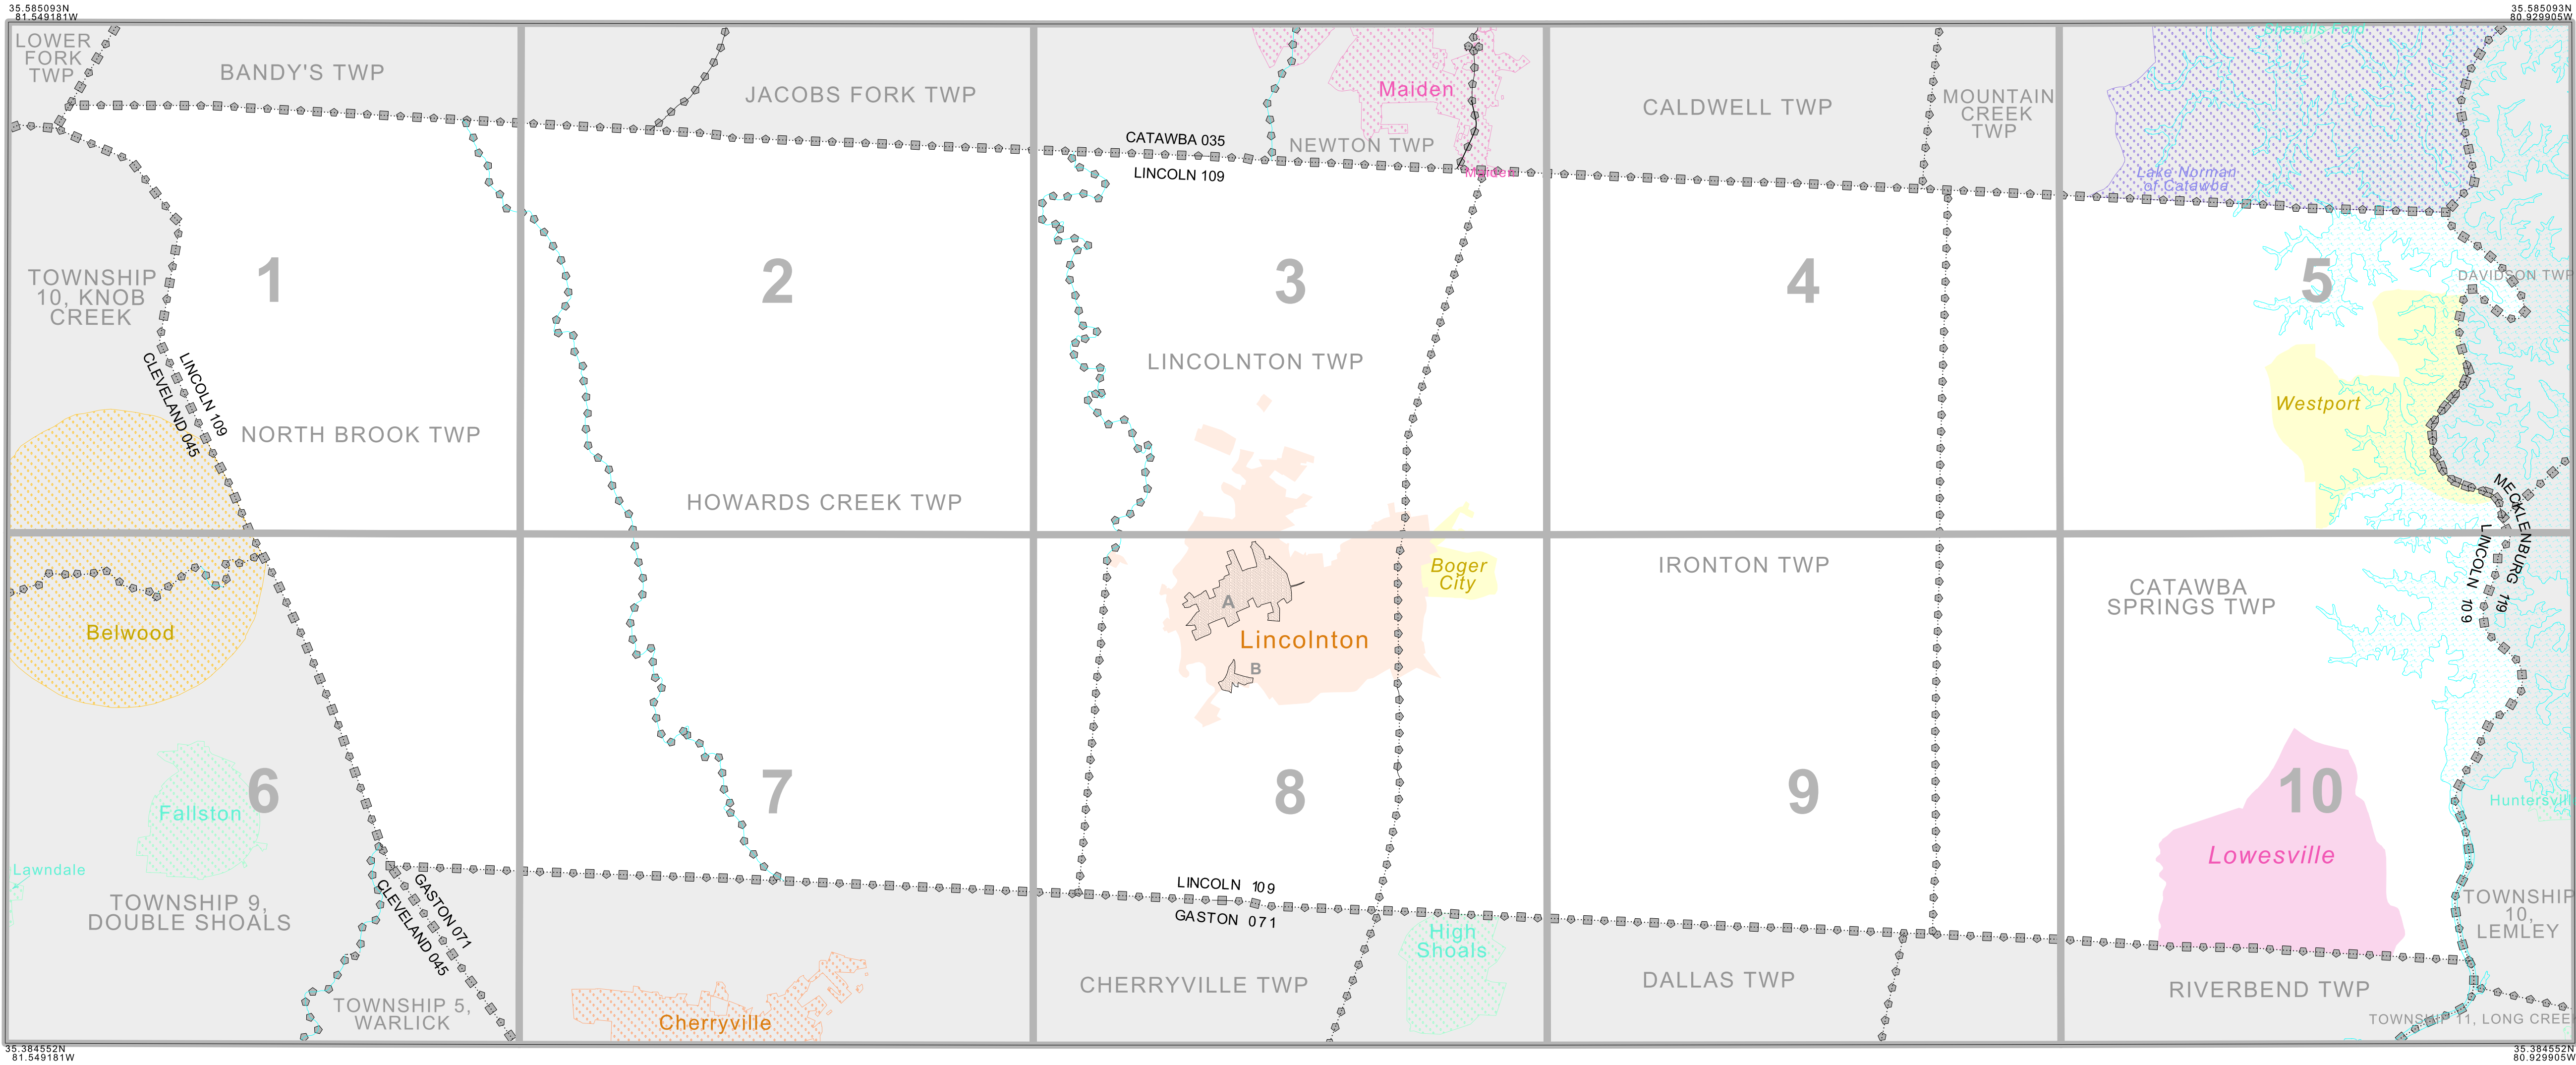 35.585093N
81.549181W
35.585093N
80.929905W
LOWER
FORK
TWP
BANDY'S TWP
JACOBS FORK TWP
Maiden
NEWTON TWP
CATAWBA 035
LINCOLN 109
Maiden
CALDWELL TWP
MOUNTAIN
CREEK
TWP
Sherrills Ford
Lake Norman
of Catawba
DAVIDSON TWP
TOWNSHIP
10, KNOB
CREEK
1
2
3
4
5
LINCOLN 109
CLEVELAND 045
NORTH BROOK TWP
HOWARDS CREEK TWP
LINCOLNTON TWP
Westport
MECKLENBURG 119
LINCOLN 109
Belwood
Boger
City
IRONTON TWP
CATAWBA
SPRINGS TWP
A
Lincolnton
B
6
7
8
9
10
Fallston
Lawndale
TOWNSHIP 9,
DOUBLE SHOALS
GASTON 071
CLEVELAND 045
TOWNSHIP 5,
WARLICK
Cherryville
LINCOLN 109
GASTON 071
CHERRYVILLE TWP
High
Shoals
DALLAS TWP
Lowesville
Huntersvill
TOWNSHIP
10,
LEMLEY
RIVERBEND TWP
TOWNSHIP 11, LONG CREE
35.384552N
81.549181W
35.384552N
80.929905W